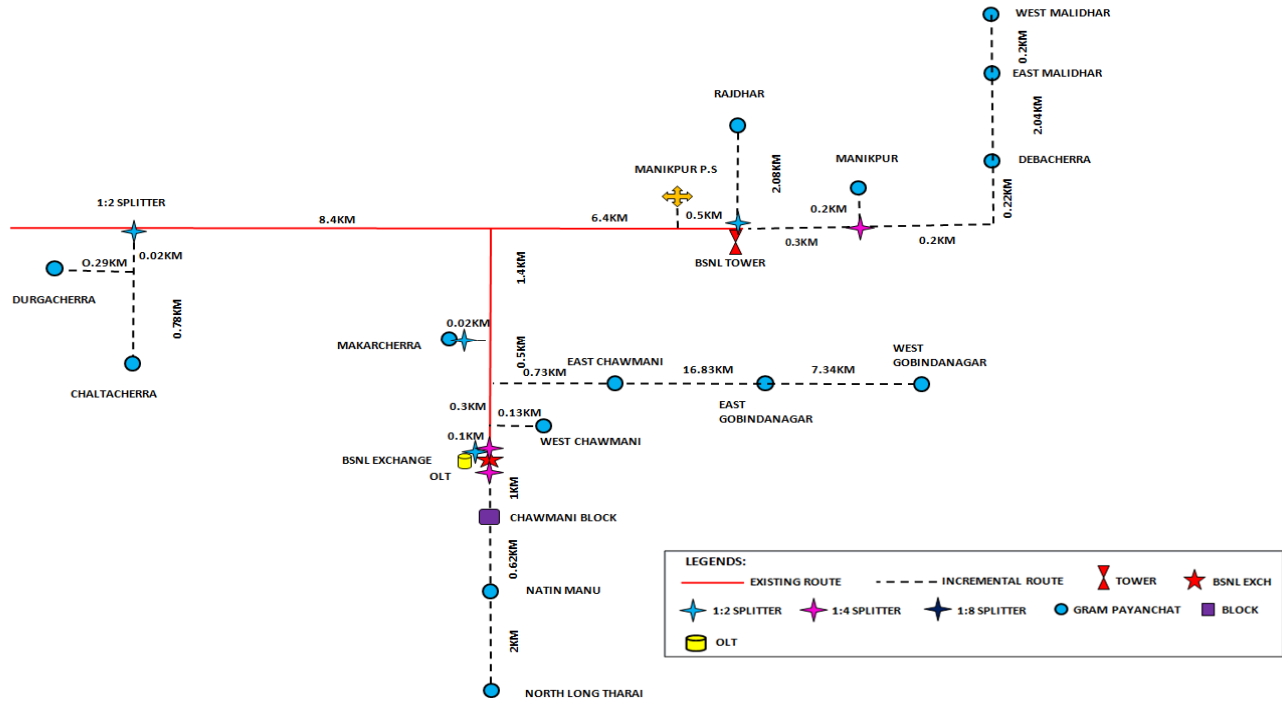 WEST MALIDHAR
0.2KM
EAST MALIDHAR
RAJDHAR
2.04KM
MANIKPUR P.S
2.08KM
MANIKPUR
DEBACHERRA
1:2 SPLITTER
8.4KM
6.4KM
0.5KM
0.2KM
0.22KM
0.3KM
0.2KM
0.02KM
O.29KM
BSNL TOWER
DURGACHERRA
1.4KM
0.78KM
0.02KM
MAKARCHERRA
0.5KM
CHALTACHERRA
0.73KM
EAST CHAWMANI
16.83KM
7.34KM
WEST
GOBINDANAGAR
EAST
GOBINDANAGAR
0.3KM
0.13KM
WEST CHAWMANI
0.1KM
BSNL EXCHANGE
OLT
1KM
CHAWMANI BLOCK
0.62KM
NATIN MANU
2KM
NORTH LONG THARAI
LEGENDS:
EXISTING ROUTE
INCREMENTAL ROUTE
TOWER
BSNL EXCH
1:2 SPLITTER
1:4 SPLITTER
1:8 SPLITTER
GRAM PAYANCHAT
BLOCK
OLT